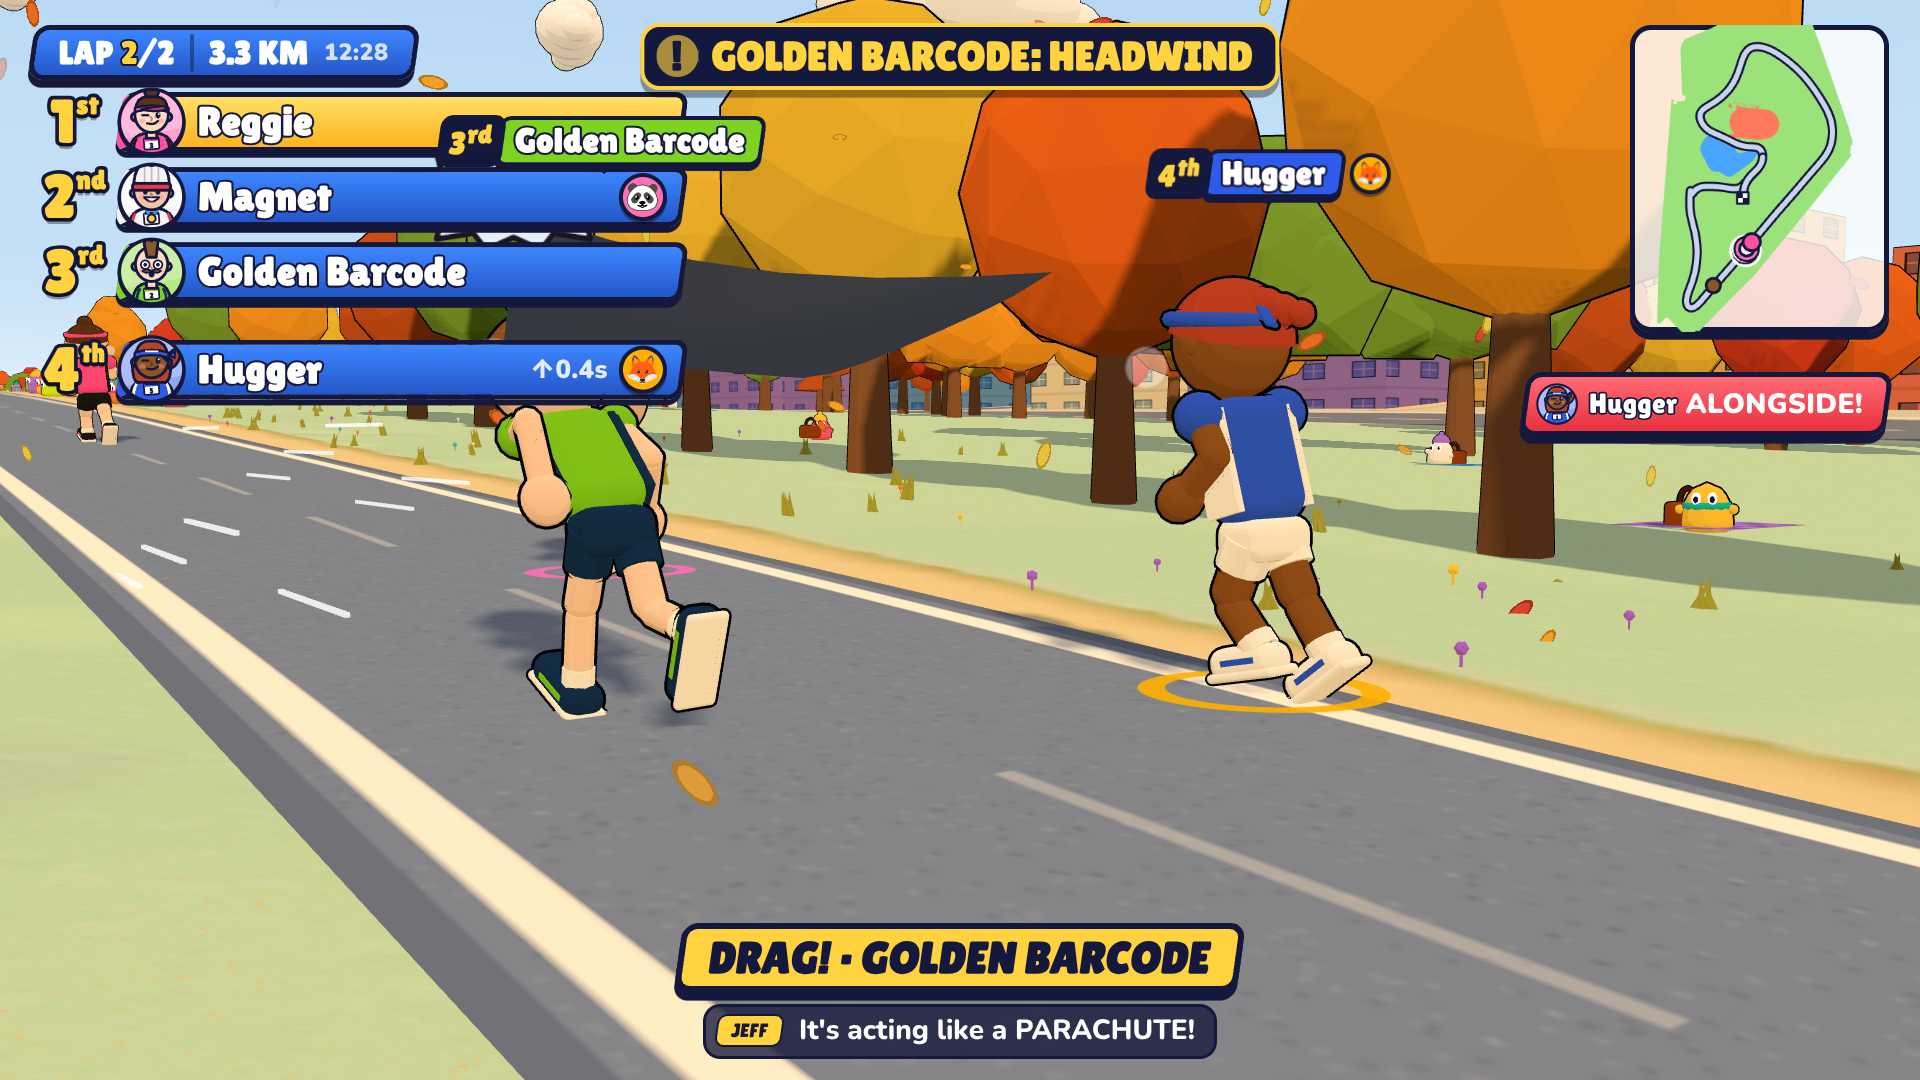 LAP 2/2 3.3 KM 12:28
GOLDEN BARCODE: HEADWIND
1st Reggie
3rd Golden Barcode
2nd Magnet
4th Hugger
3rd Golden Barcode
4th Hugger ↑0.4s
Hugger ALONGSIDE!
DRAG! · GOLDEN BARCODE
JEFF It's acting like a PARACHUTE!